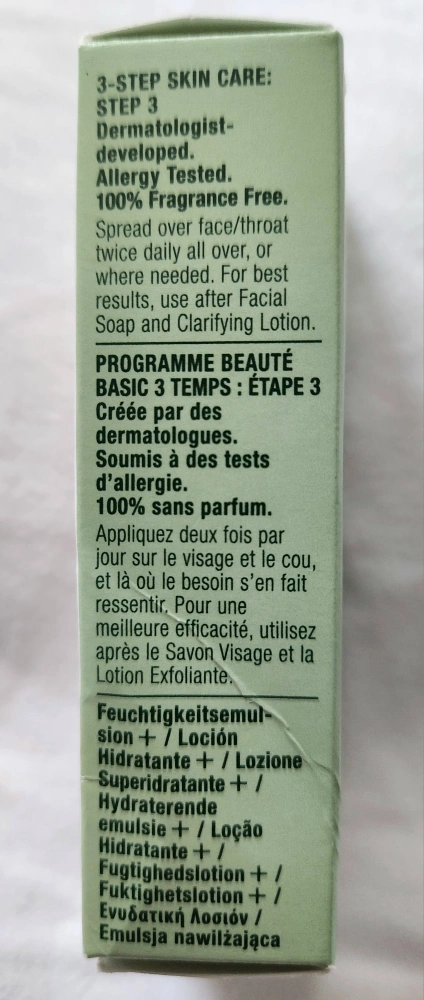 3-STEP SKIN CARE:
STEP 3
Dermatologist-
developed.
Allergy Tested.
100% Fragrance Free.
Spread over face/throat
twice daily all over, or
where needed. For best
results, use after Facial
Soap and Clarifying Lotion.
PROGRAMME BEAUTÉ
BASIC 3 TEMPS : ÉTAPE 3
Créée par des
dermatologues.
Soumis à des tests
d'allergie.
100% sans parfum.
Appliquez deux fois par
jour sur le visage et le cou,
et là où le besoin s'en fait
ressentir. Pour une
meilleure efficacité, utilisez
après le Savon Visage et la
Lotion Exfoliante.
Feuchtigkeitsemul-
sion + / Loción
Hidratante + / Lozione
Superidratante + /
Hydraterende
emulsie + / Loção
Hidratante + /
Fugtighedslotion + /
Fuktighetslotion + /
Ενυδατική Λοσιόν /
Emulsja nawilżająca